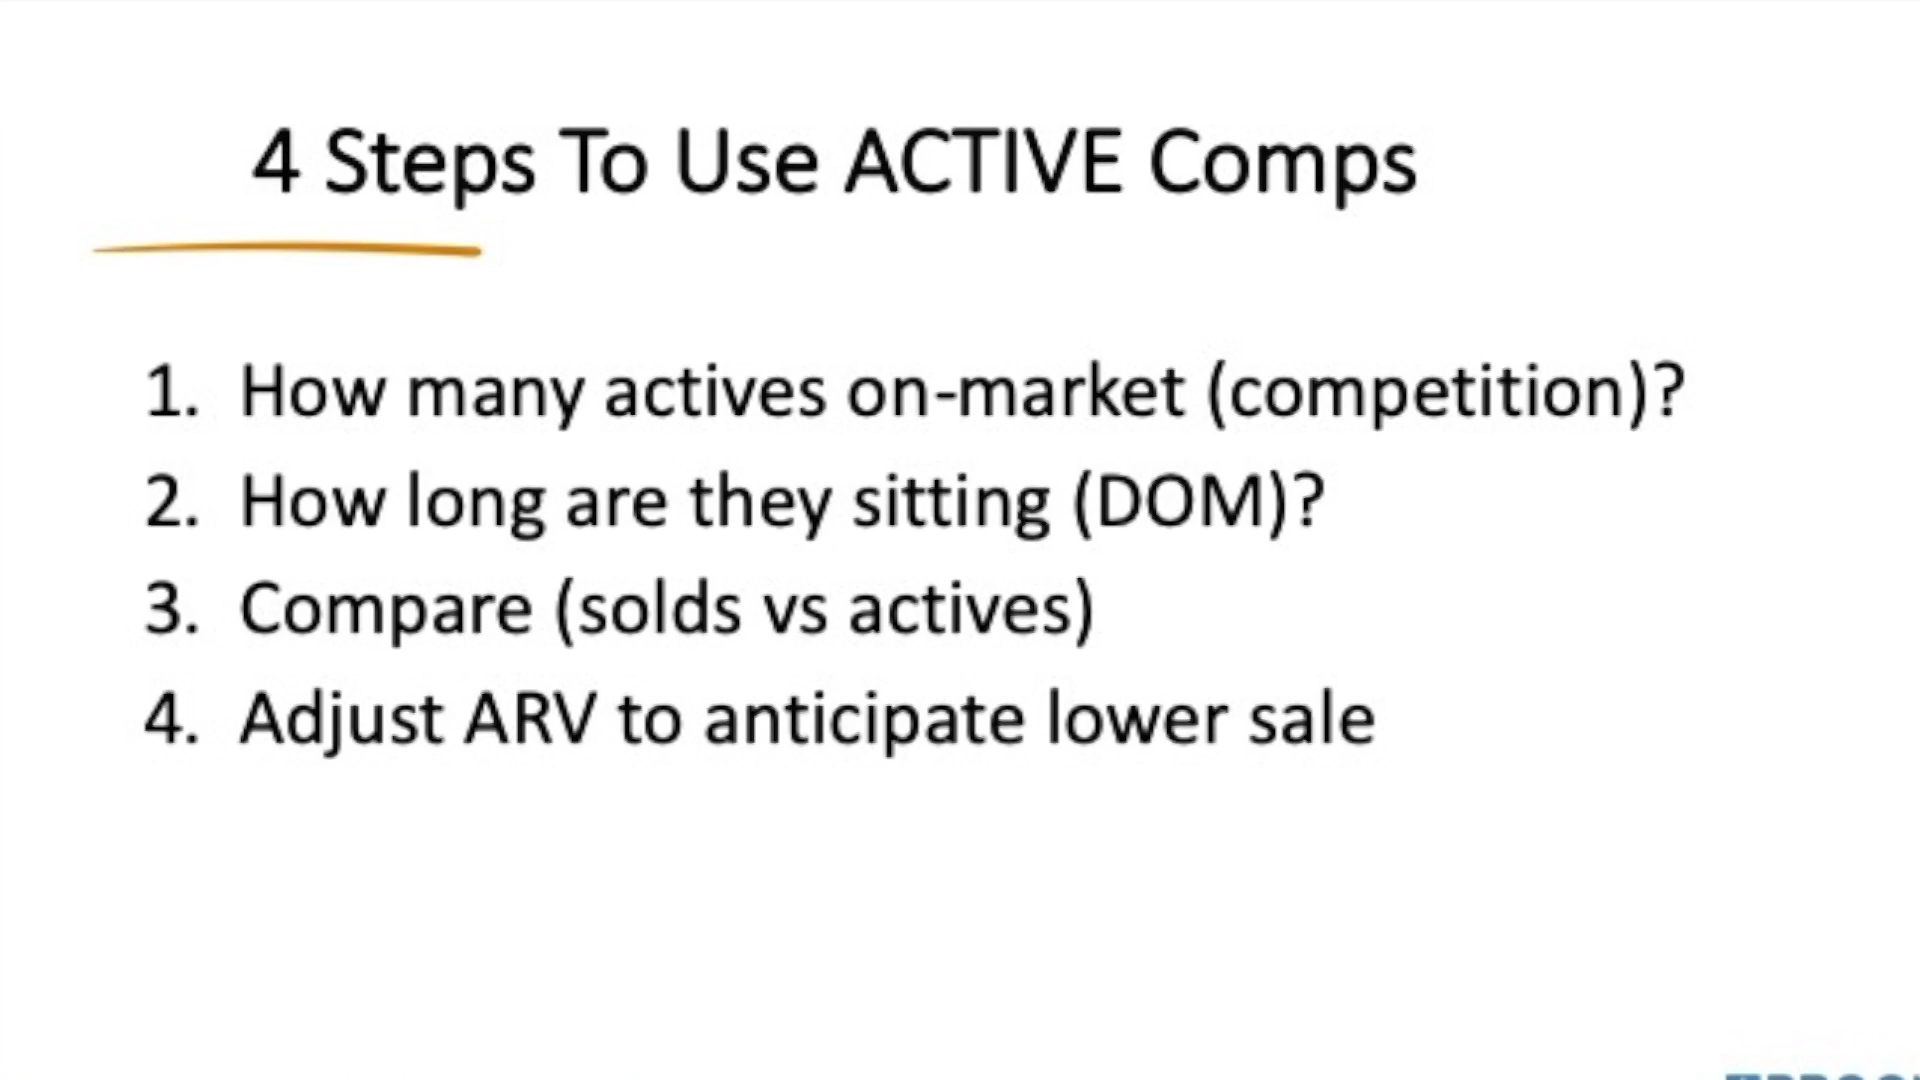 4 Steps To Use ACTIVE Comps
1. How many actives on-market (competition)?
2. How long are they sitting (DOM)?
3. Compare (solds vs actives)
4. Adjust ARV to anticipate lower sale